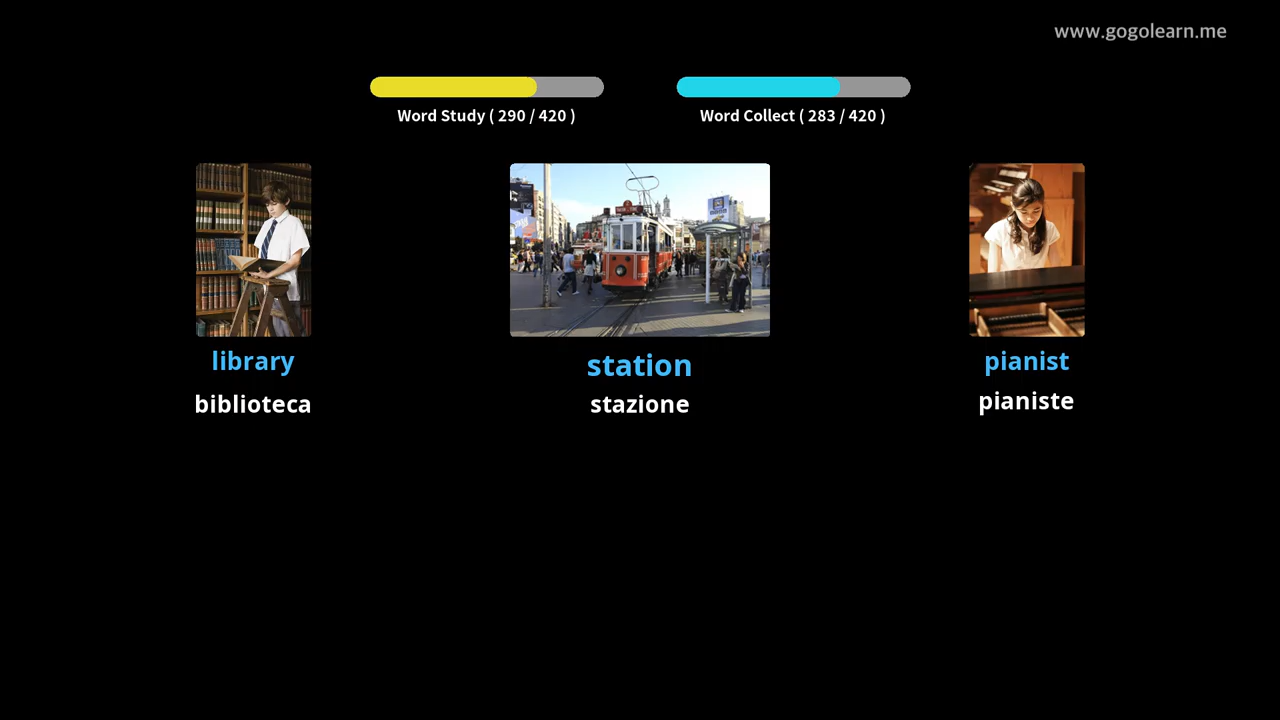 www.gogolearn.me
Word Study ( 290 / 420 )
Word Collect ( 283 / 420 )
library
station
pianist
biblioteca
stazione
pianiste